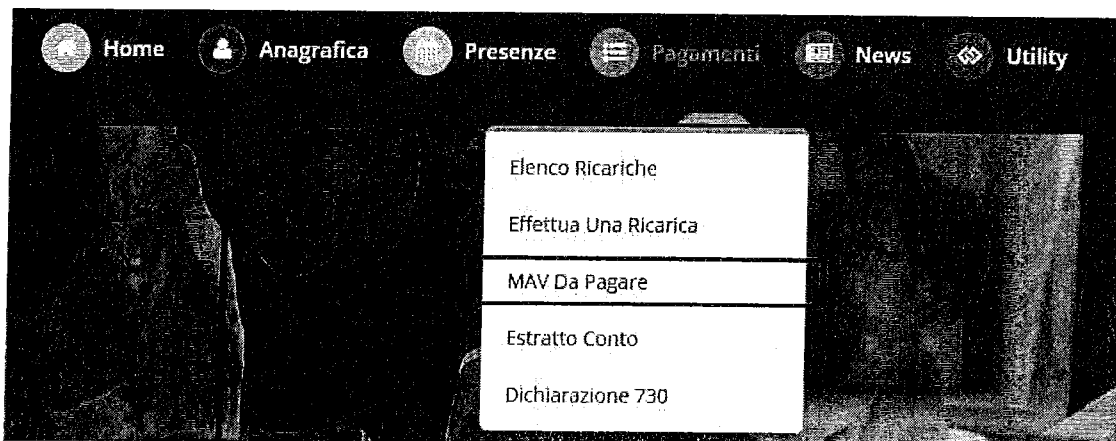 Home Anagrafica Presenze Pagamenti News Utility
Elenco Ricariche
Effettua Una Ricarica
MAV Da Pagare
Estratto Conto
Dichiarazione 730